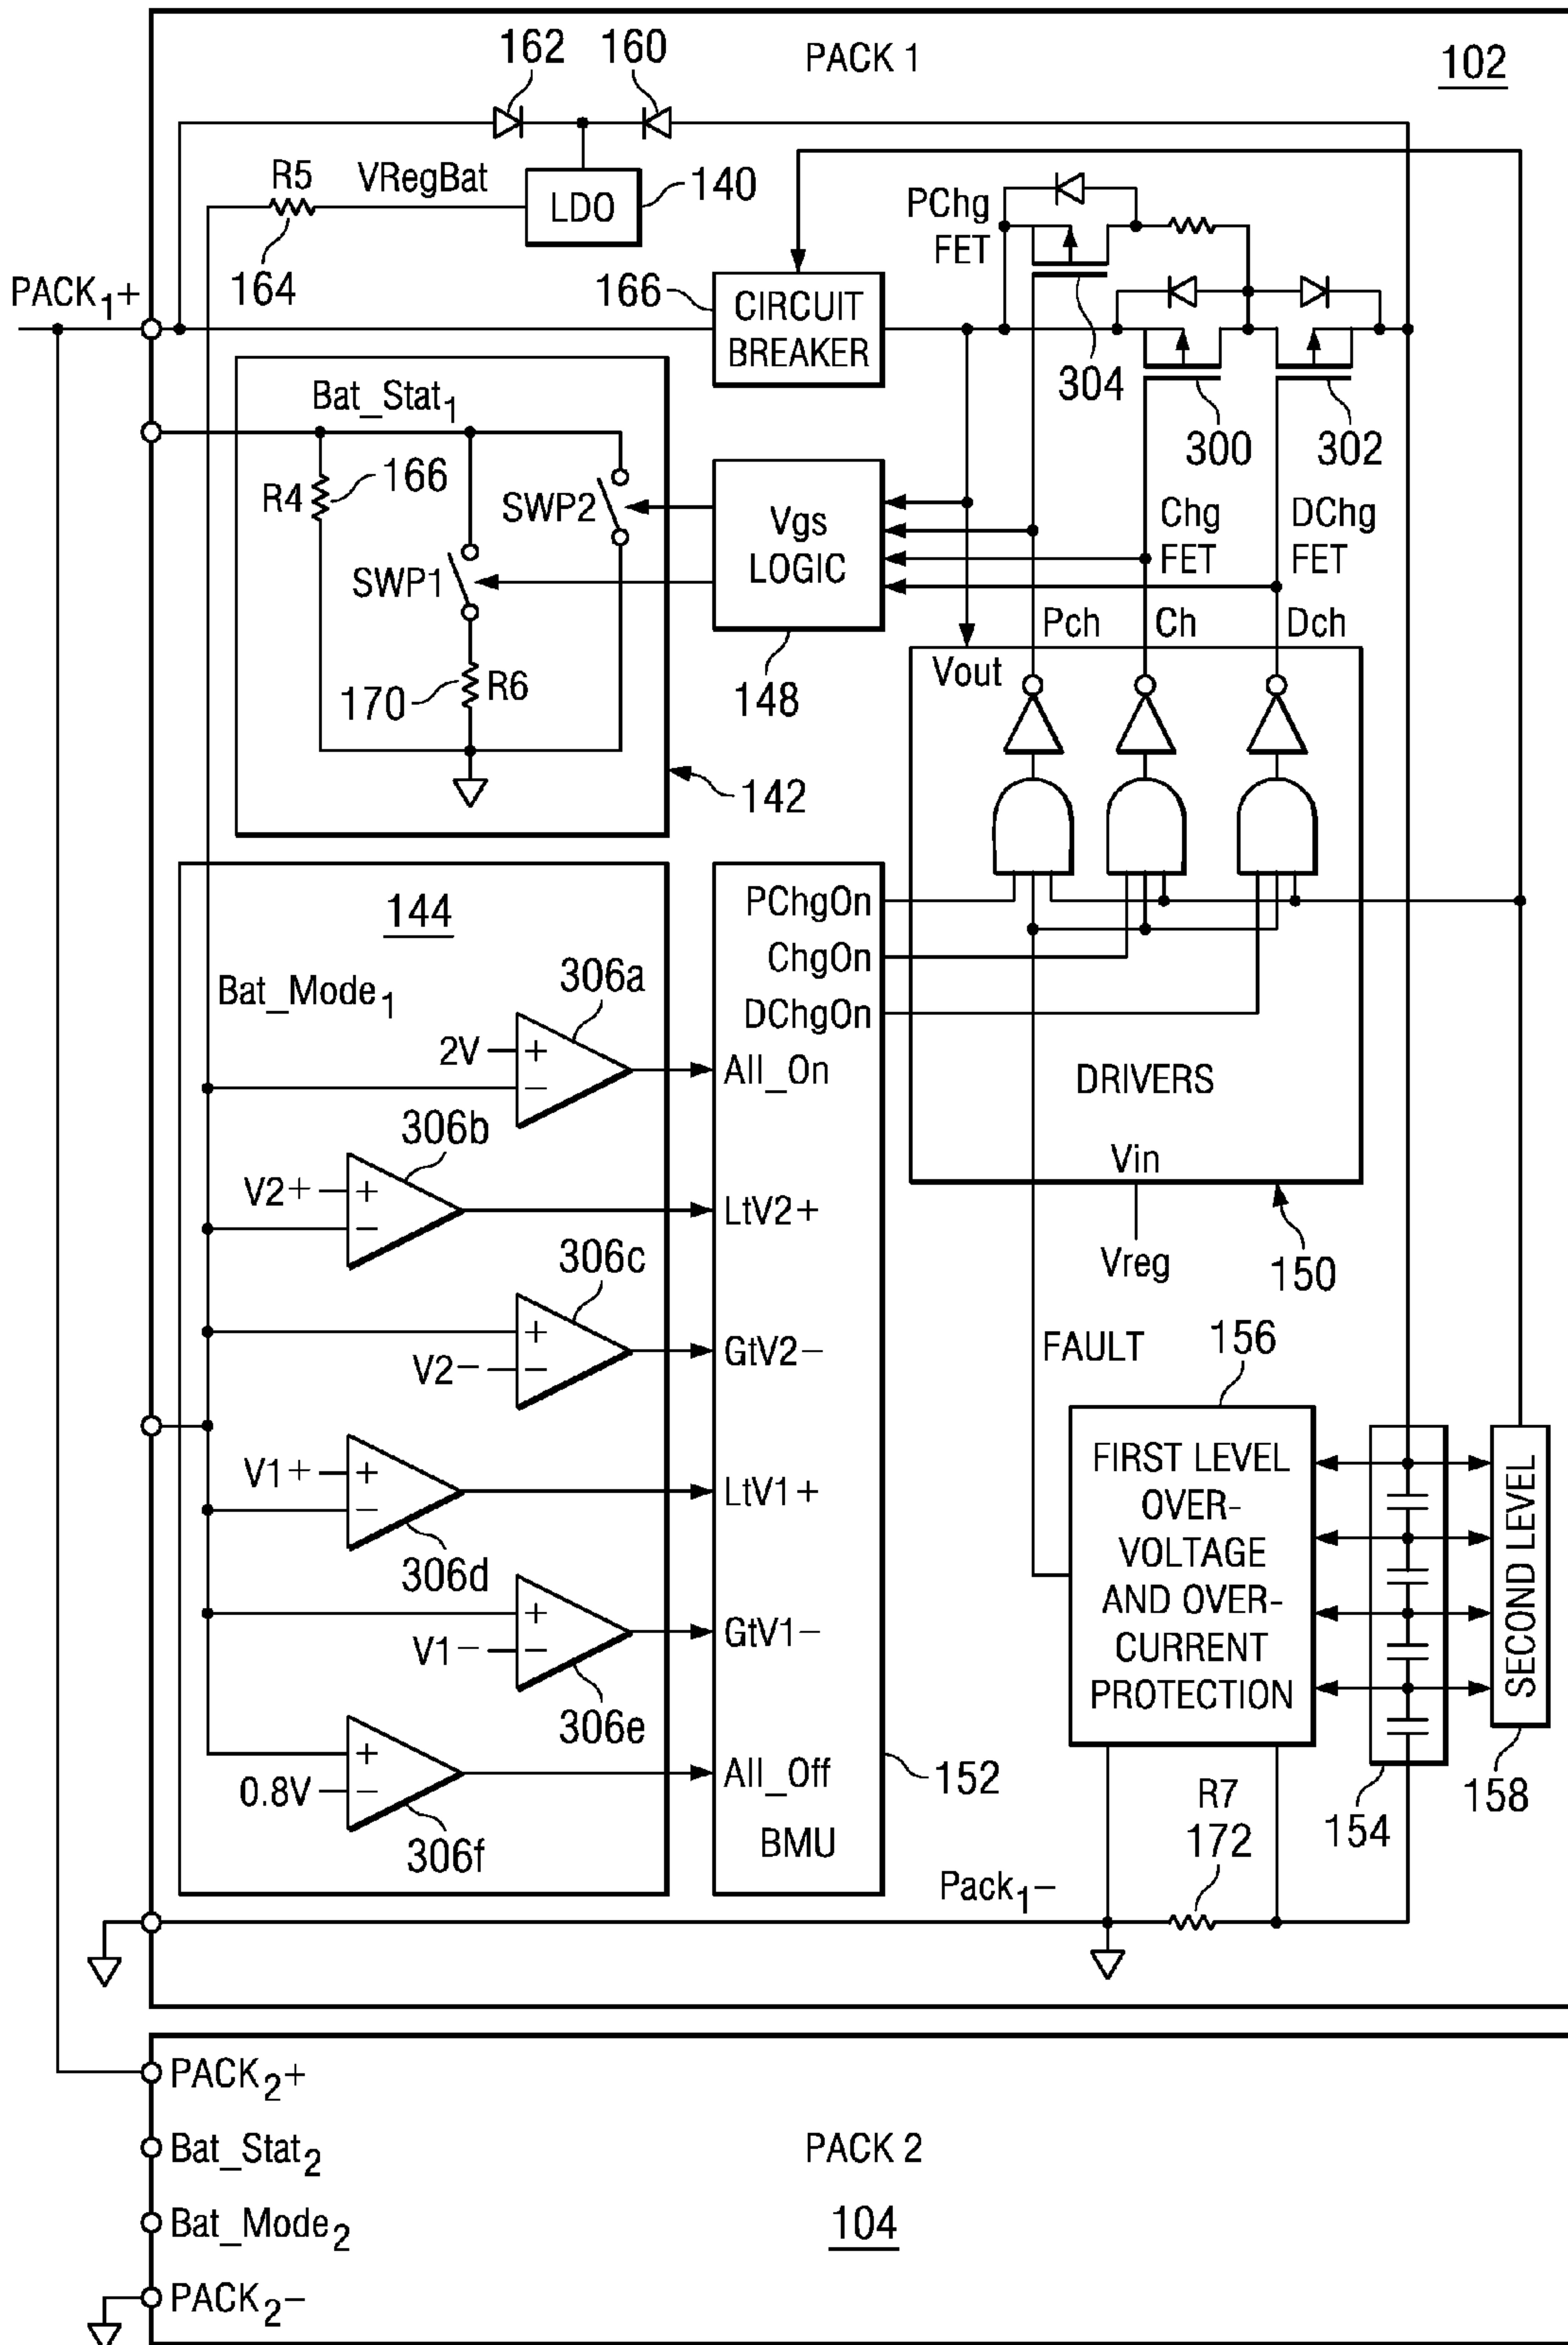 162
160
PACK 1
102
R5
VRegBat
LDO
140
164
PChg
FET
PACK1+
166
CIRCUIT
BREAKER
304
300
302
Bat_Stat1
R4
166
SWP2
SWP1
170
R6
142
Vgs
LOGIC
148
Chg
FET
DChg
FET
Pch
Ch
Dch
Vout
144
Bat_Mode1
306a
2V
+
−
306b
V2+
+
−
306c
+
V2−
−
V1+
+
−
306d
+
V1−
−
306e
+
0.8V
−
306f
PChgOn
ChgOn
DChgOn
All_On
LtV2+
GtV2−
LtV1+
GtV1−
All_Off
BMU
152
DRIVERS
Vin
Vreg
150
FAULT
156
FIRST LEVEL
OVER-
VOLTAGE
AND OVER-
CURRENT
PROTECTION
SECOND LEVEL
154
158
R7
172
Pack1−
PACK2+
Bat_Stat2
Bat_Mode2
PACK2−
PACK 2
104